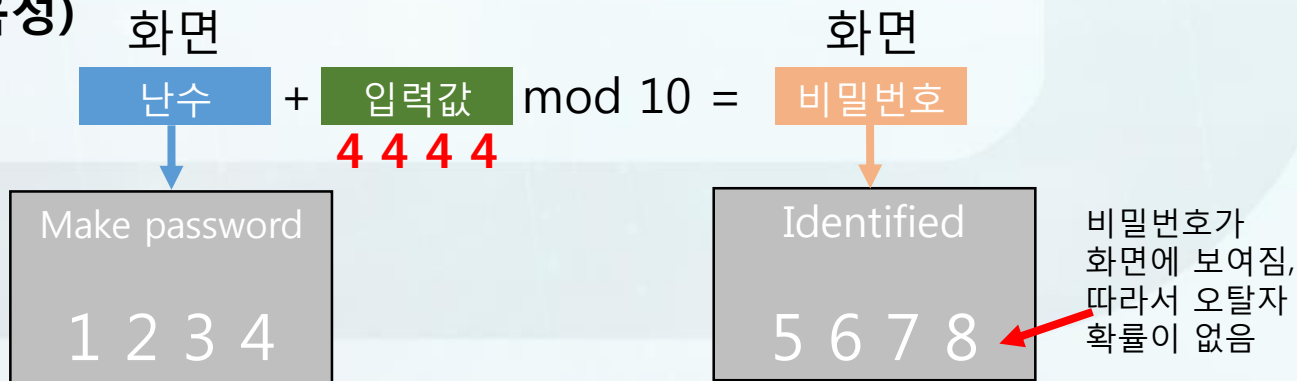 화면 화면
난수 + 입력값 mod 10 = 비밀번호
4 4 4 4
Make password
1 2 3 4
Identified
5 6 7 8
비밀번호가
화면에 보여짐,
따라서 오탈자
확률이 없음